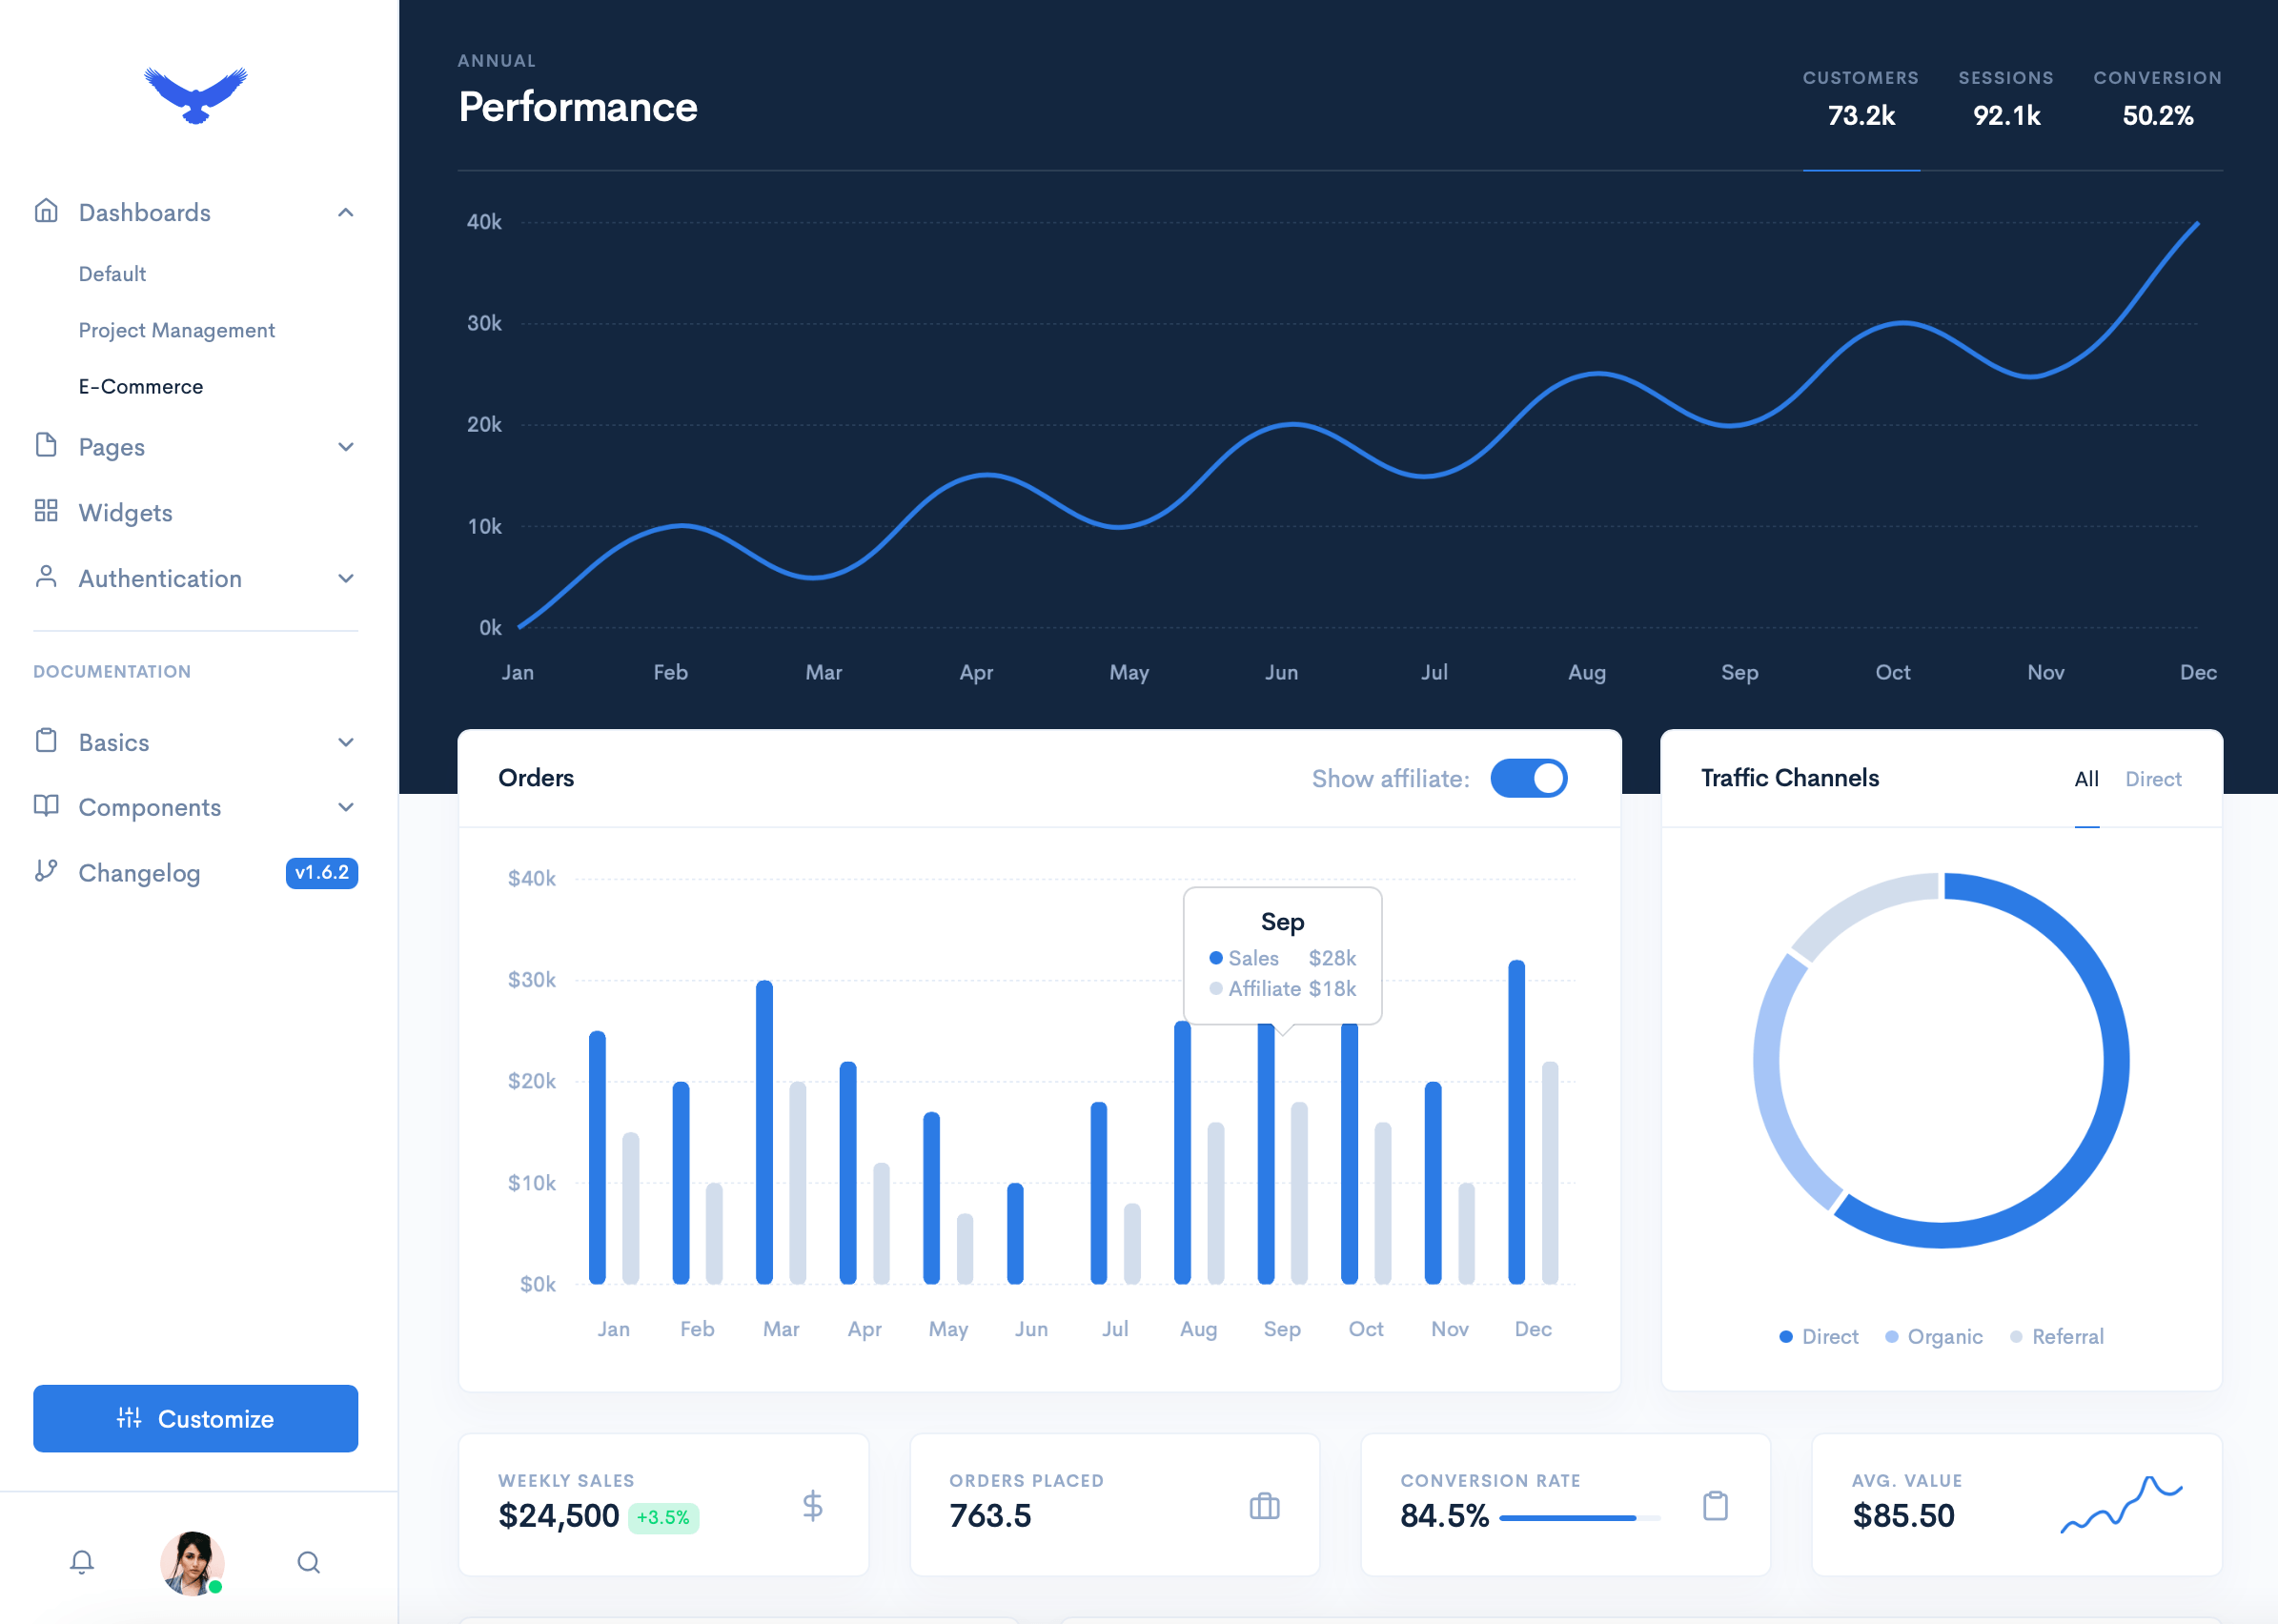 Dashboards
Default
Project Management
E-Commerce
Pages
Widgets
Authentication
DOCUMENTATION
Basics
Components
Changelog v1.6.2
Customize
ANNUAL
Performance
CUSTOMERS SESSIONS CONVERSION
73.2k 92.1k 50.2%
40k
30k
20k
10k
0k
Jan Feb Mar Apr May Jun Jul Aug Sep Oct Nov Dec
Orders Show affiliate:
$40k
$30k
$20k
$10k
$0k
Sep
Sales $28k
Affiliate $18k
Jan Feb Mar Apr May Jun Jul Aug Sep Oct Nov Dec
Traffic Channels All Direct
Direct Organic Referral
WEEKLY SALES
$24,500 +3.5%
ORDERS PLACED
763.5
CONVERSION RATE
84.5%
AVG. VALUE
$85.50